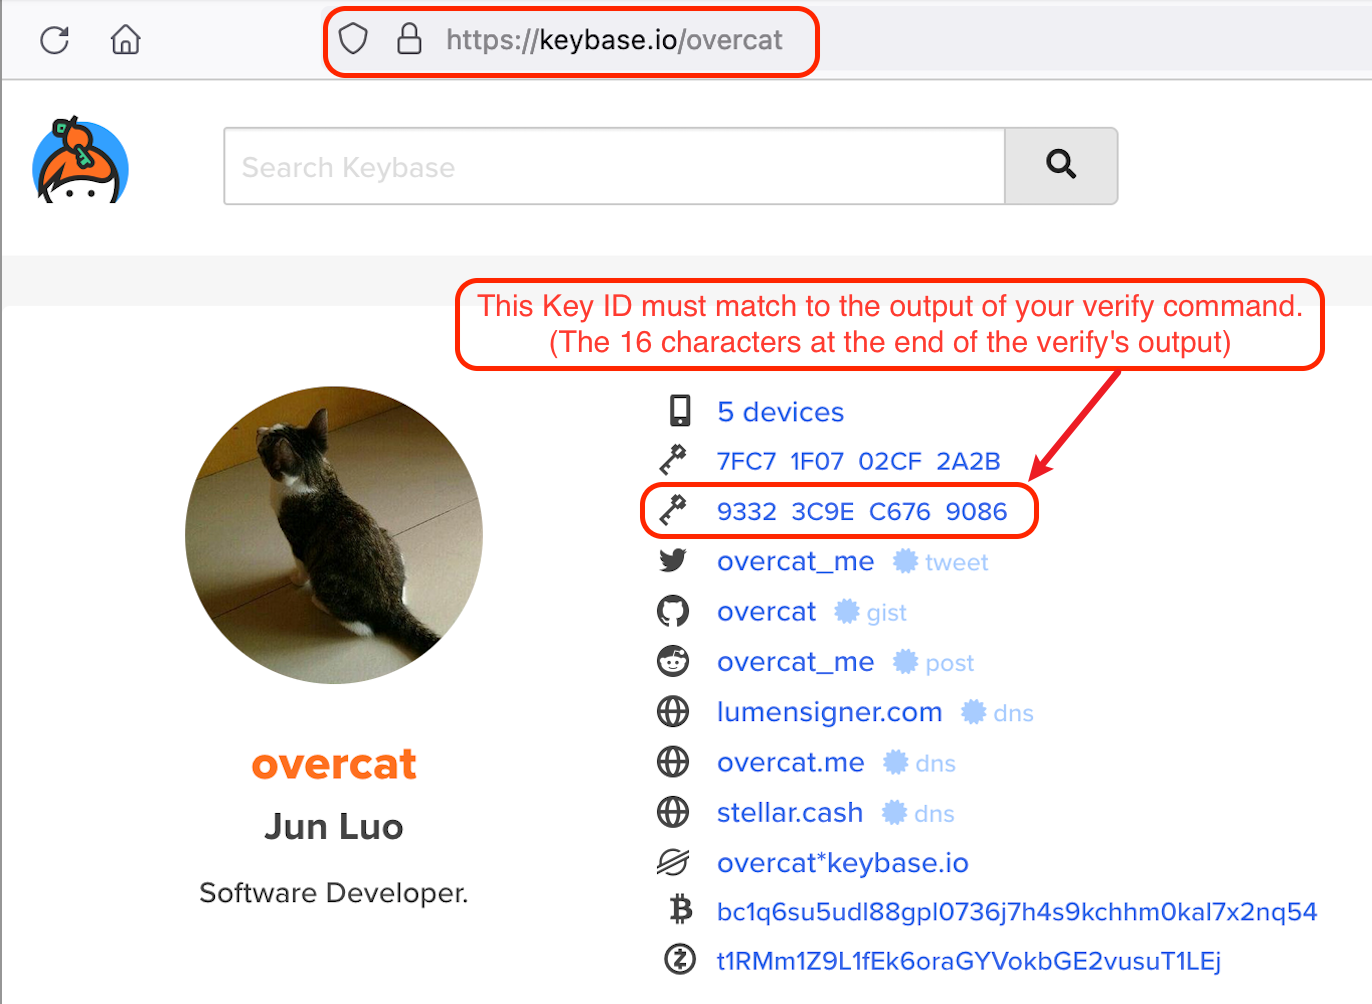 https://keybase.io/overcat
Search Keybase
This Key ID must match to the output of your verify command.
(The 16 characters at the end of the verify's output)
5 devices
7FC7 1F07 02CF 2A2B
9332 3C9E C676 9086
overcat_me tweet
overcat gist
overcat_me post
lumensigner.com dns
overcat.me dns
stellar.cash dns
overcat*keybase.io
bc1q6su5udl88gpl0736j7h4s9kchhm0kal7x2nq54
t1RMm1Z9L1fEk6oraGYVokbGE2vusuT1LEj
overcat
Jun Luo
Software Developer.